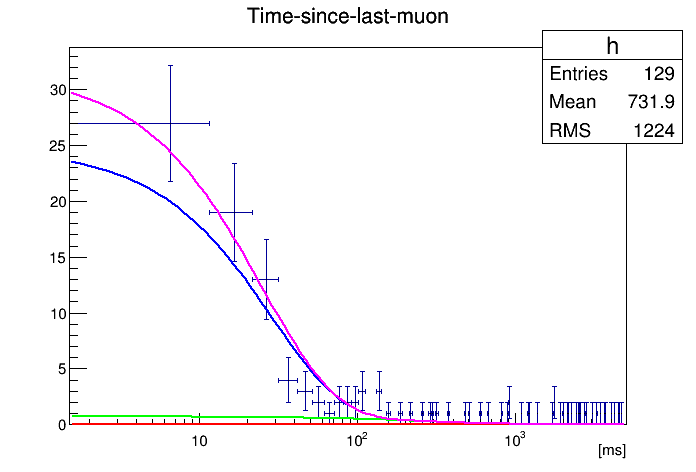 Time-since-last-muon
h
Entries 129
Mean 731.9
RMS 1224
30
25
20
15
10
5
0
10 10² 10³
[ms]